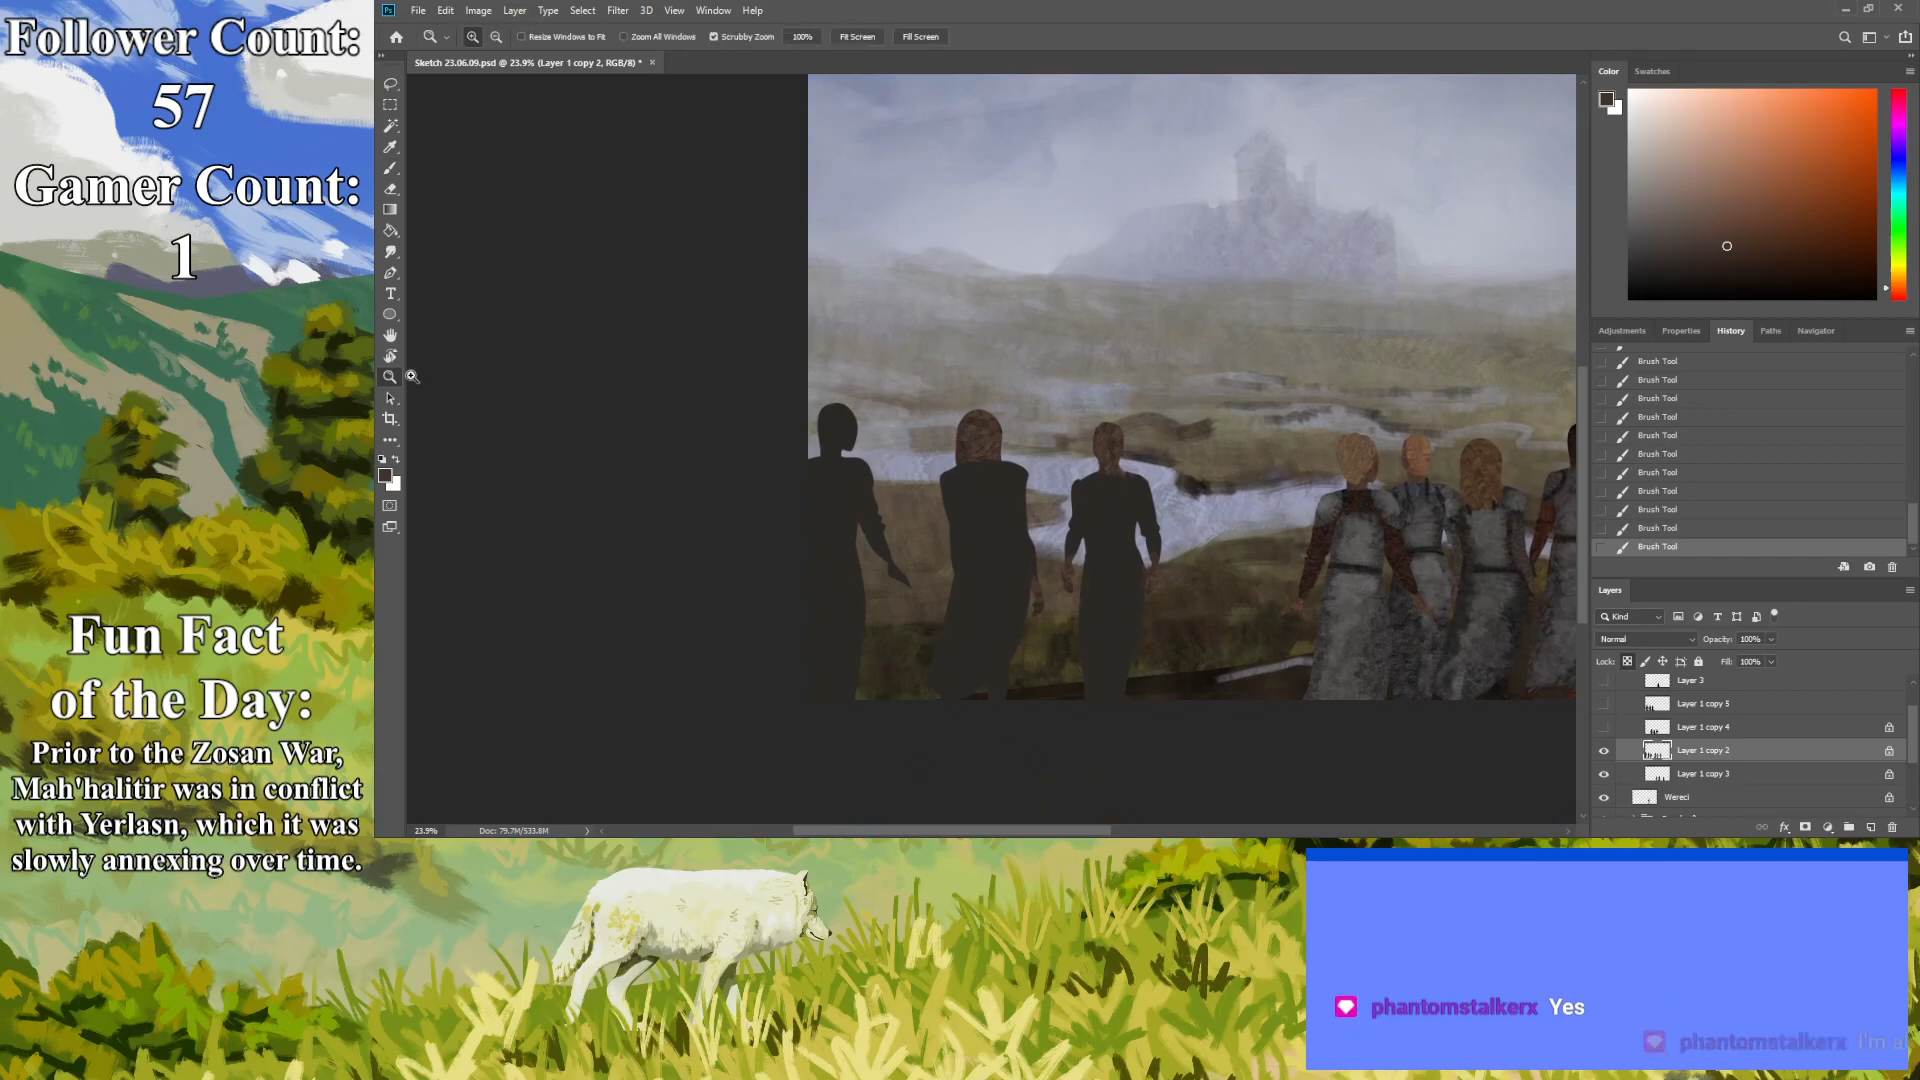 Follower Count:
57
Gamer Count:
1
Fun Fact
of the Day:
Prior to the Zosan War,
Mah'halitir was in conflict
with Yerlasn, which it was
slowly annexing over time.
Ps File Edit Image Layer Type Select Filter 3D View Window Help
Resize Windows to Fit Zoom All Windows Scrubby Zoom 100% Fit Screen Fill Screen
Sketch 23.06.09.psd @ 23.9% (Layer 1 copy 2, RGB/8) *
Color Swatches
Adjustments Properties History Paths Navigator
Brush Tool
Brush Tool
Brush Tool
Brush Tool
Brush Tool
Brush Tool
Brush Tool
Brush Tool
Brush Tool
Brush Tool
Brush Tool
Layers
Kind
Normal Opacity: 100%
Lock: Fill: 100%
Layer 3
Layer 1 copy 5
Layer 1 copy 4
Layer 1 copy 2
Layer 1 copy 3
Wereci
23.9% Doc: 79.7M/533.8M
phantomstalkerx Yes
phantomstalkerx I'm